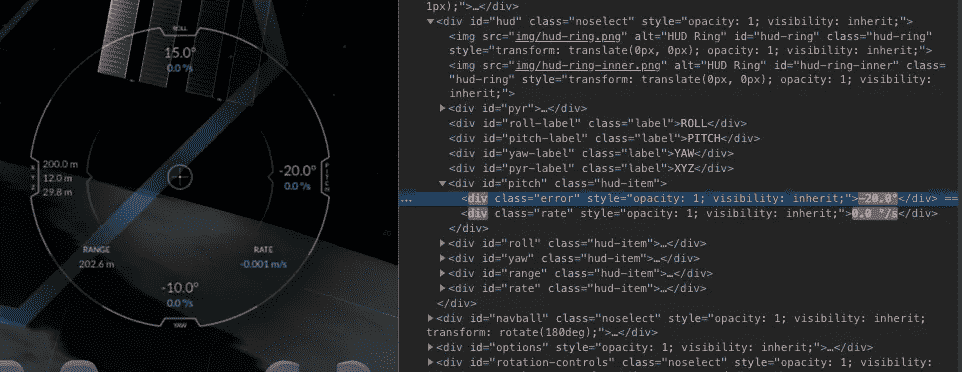 ROLL
15.0°
0.0 °/s
X
200.0 m
Y
12.0 m
Z
29.8 m
-20.0°
0.0 °/s
PITCH
RANGE
202.6 m
RATE
-0.001 m/s
-10.0°
0.0 °/s
YAW
1px);">…</div>
▼<div id="hud" class="noselect" style="opacity: 1; visibility: inherit;">
<img src="img/hud-ring.png" alt="HUD Ring" id="hud-ring" class="hud-ring"
style="transform: translate(0px, 0px); opacity: 1; visibility: inherit;">
<img src="img/hud-ring-inner.png" alt="HUD Ring" id="hud-ring-inner" class=
"hud-ring" style="transform: translate(0px, 0px); opacity: 1; visibility:
inherit;">
▶<div id="pyr">…</div>
<div id="roll-label" class="label">ROLL</div>
<div id="pitch-label" class="label">PITCH</div>
<div id="yaw-label" class="label">YAW</div>
<div id="pyr-label" class="label">XYZ</div>
▼<div id="pitch" class="hud-item">
… <div class="error" style="opacity: 1; visibility: inherit;">-20.0°</div> ==
<div class="rate" style="opacity: 1; visibility: inherit;">0.0 °/s</div>
</div>
▶<div id="roll" class="hud-item">…</div>
▶<div id="yaw" class="hud-item">…</div>
▶<div id="range" class="hud-item">…</div>
▶<div id="rate" class="hud-item">…</div>
</div>
▶<div id="navball" class="noselect" style="opacity: 1; visibility: inherit;
transform: rotate(180deg);">…</div>
▶<div id="options" class="noselect" style="opacity: 1; visibility: inherit;">…</div>
▶<div id="rotation-controls" class="noselect" style="opacity: 1; visibility: